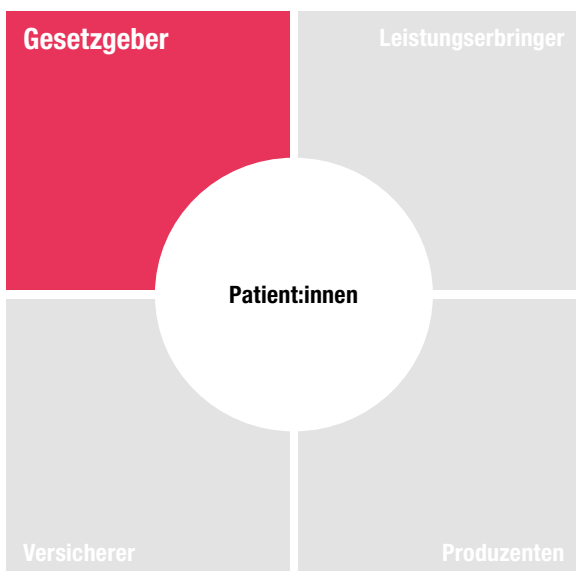 Gesetzgeber
Leistungserbringer
Patient:innen
Versicherer
Produzenten